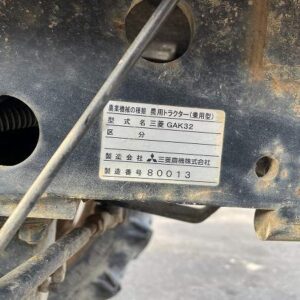 農業機械の種類 農用トラクター(乗用型)
型式名 三菱 GAK32
区分
製造会社 三菱農機株式会社
製造番号 80013